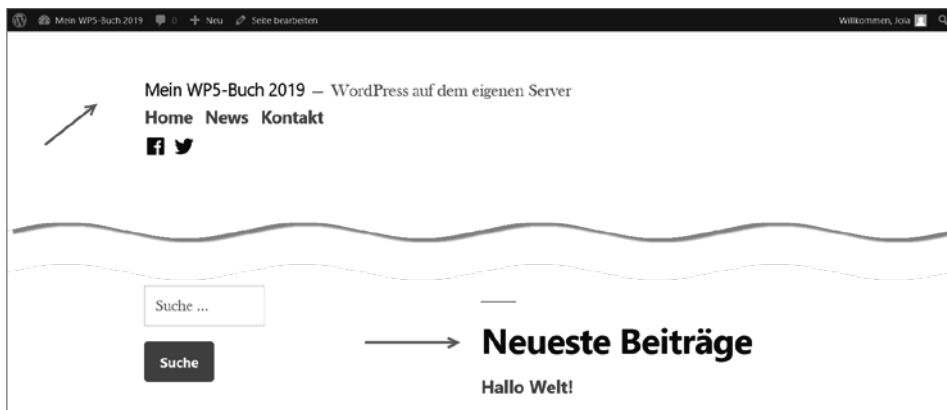 Mein WP5-Buch 2019 0 Neu Seite bearbeiten Willkommen, Jola
Mein WP5-Buch 2019 — WordPress auf dem eigenen Server
Home News Kontakt
Suche ...
Suche
Neueste Beiträge
Hallo Welt!